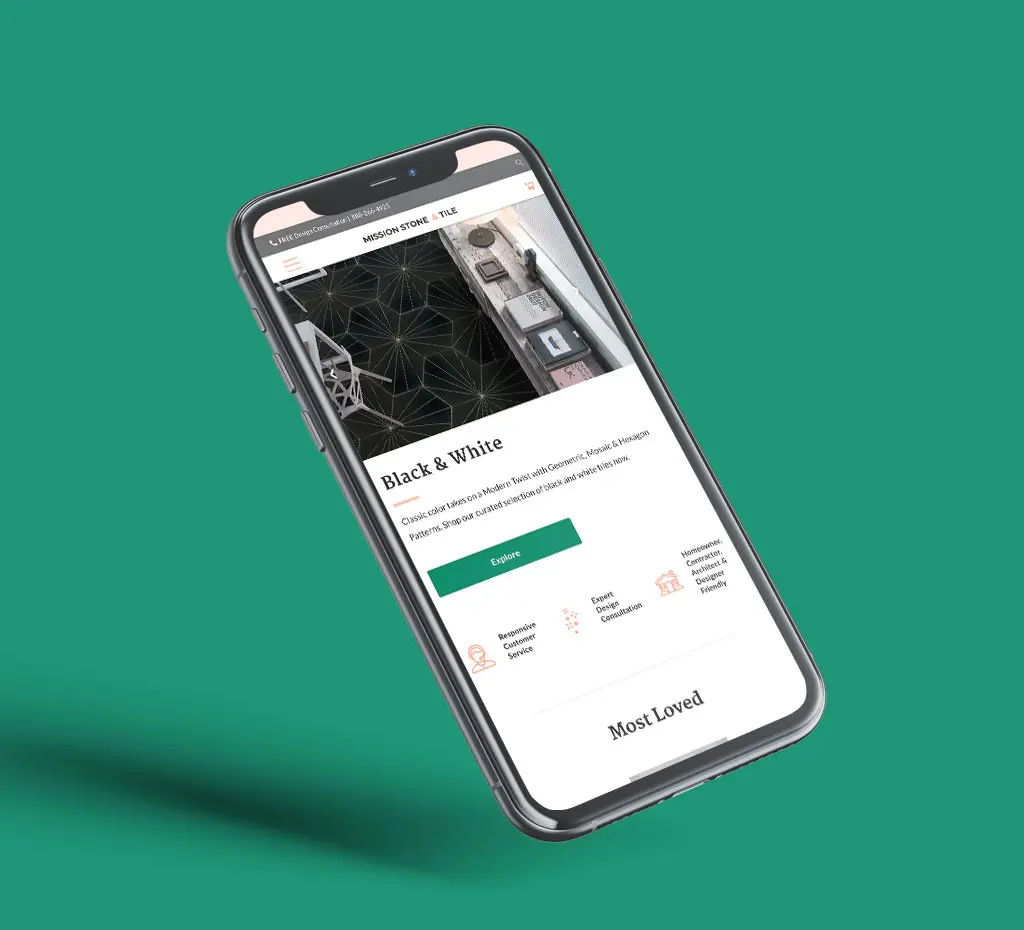 FREE Design Consultation | 888-266-4925
MISSION STONE & TILE
Black & White
Classic color takes on a Modern Twist with Geometric, Mosaic & Hexagon
Patterns. Shop our curated selection of black and white tiles now.
Explore
Responsive
Customer
Service
Expert
Design
Consultation
Homeowner,
Contractor,
Architect &
Designer
Friendly
Most Loved